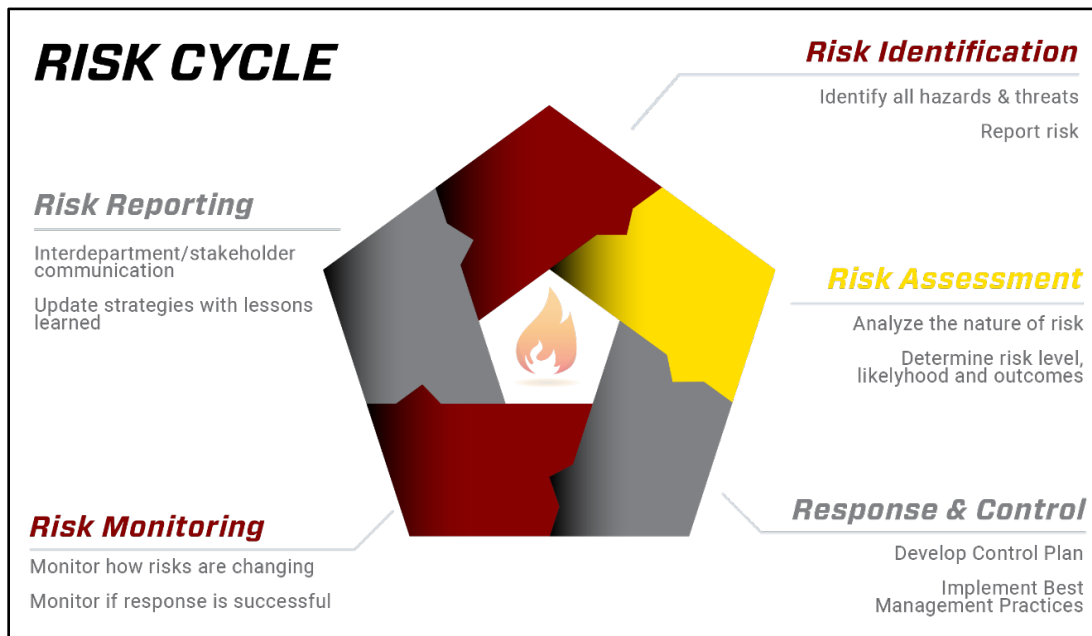 RISK CYCLE
Risk Identification
Identify all hazards & threats
Report risk
Risk Assessment
Analyze the nature of risk
Determine risk level,
likelyhood and outcomes
Response & Control
Develop Control Plan
Implement Best
Management Practices
Risk Monitoring
Monitor how risks are changing
Monitor if response is successful
Risk Reporting
Interdepartment/stakeholder
communication
Update strategies with lessons
learned